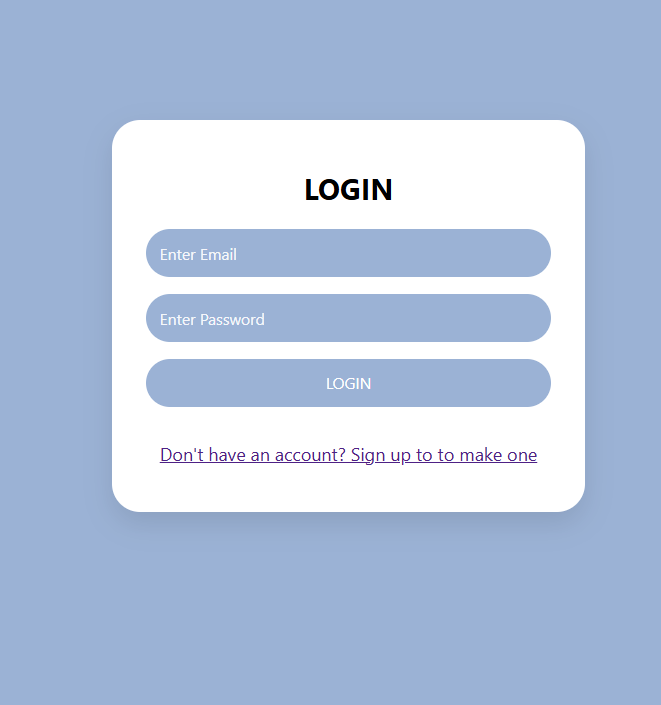 LOGIN
Enter Email
Enter Password
LOGIN
Don't have an account? Sign up to to make one